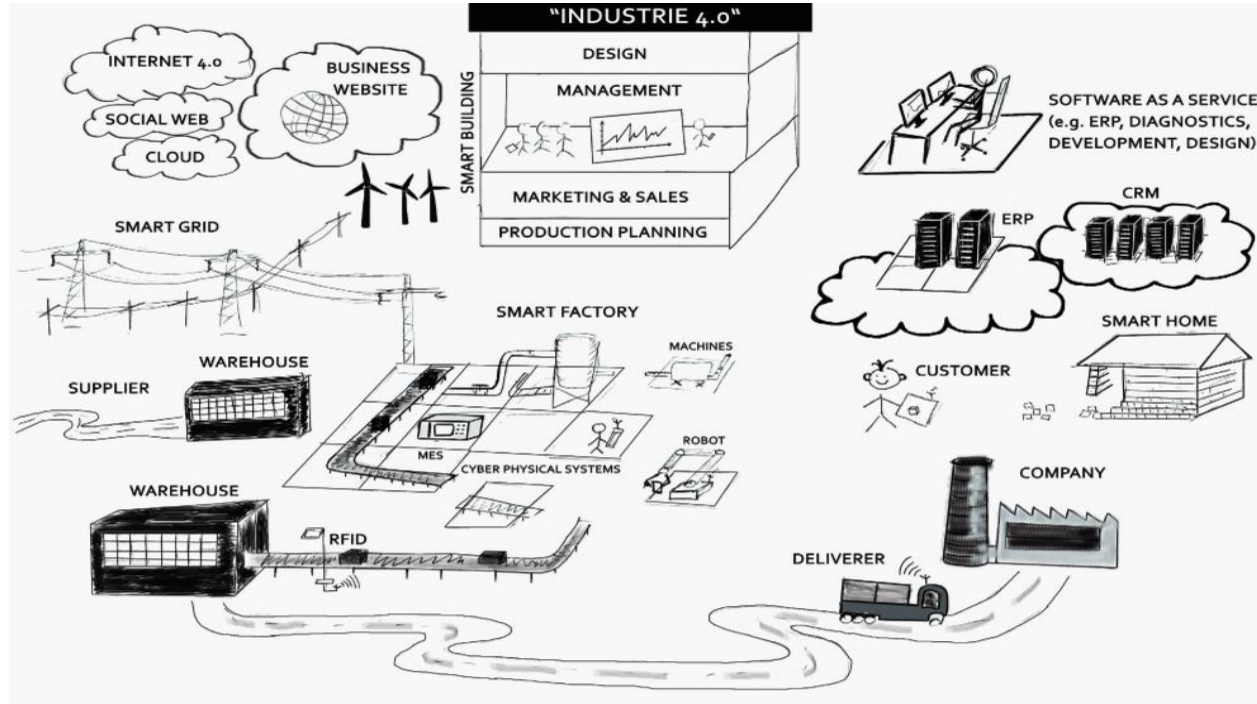 "INDUSTRIE 4.0"
INTERNET 4.0
SOCIAL WEB
CLOUD
BUSINESS
WEBSITE
SMART BUILDING
DESIGN
MANAGEMENT
MARKETING & SALES
PRODUCTION PLANNING
SOFTWARE AS A SERVICE
(e.g. ERP, DIAGNOSTICS,
DEVELOPMENT, DESIGN)
CRM
ERP
SMART GRID
SMART FACTORY
SMART HOME
MACHINES
WAREHOUSE
SUPPLIER
CUSTOMER
MES
ROBOT
CYBER PHYSICAL SYSTEMS
COMPANY
WAREHOUSE
RFID
DELIVERER